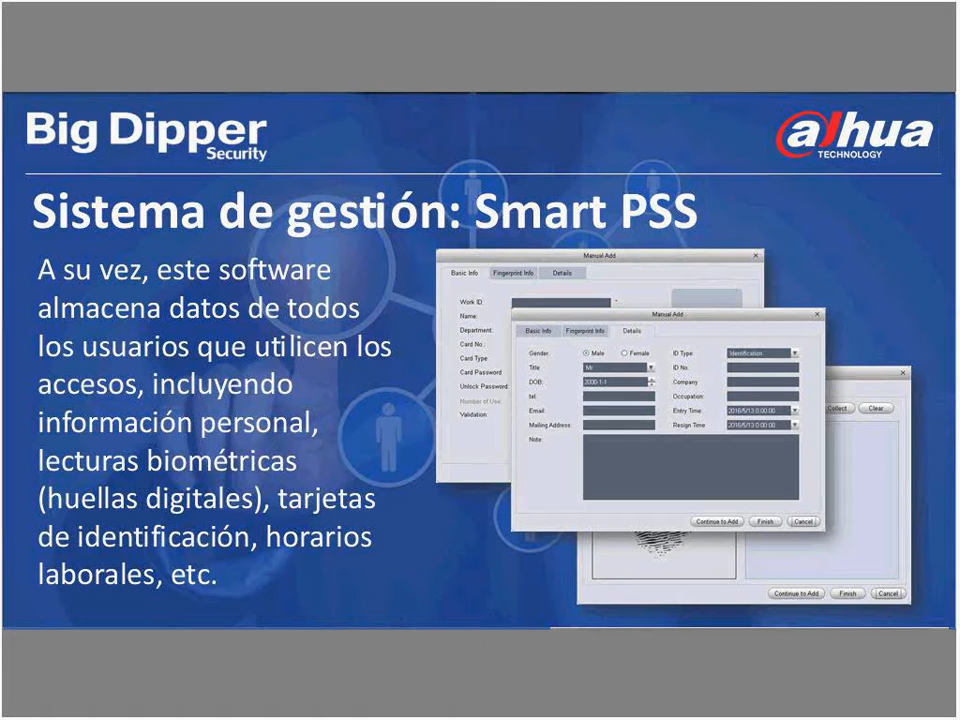 Big Dipper
Security
alhua
TECHNOLOGY
Sistema de gestión: Smart PSS
A su vez, este software
almacena datos de todos
los usuarios que utilicen los
accesos, incluyendo
información personal,
lecturas biométricas
(huellas digitales), tarjetas
de identificación, horarios
laborales, etc.
Manual Add
Basic Info Fingerprint Info Details
Work ID:
Name:
Department:
Card No.:
Card Type
Card Password
Unlock Password
Number of Use:
Validation
Manual Add
Basic Info Fingerprint Info Details
Gender: Male Female ID Type: Identification
Title Mr ID No.
DOB: 2000-1-1 Company
tel: Occupation:
Email: Entry Time: 2016/5/13 0:00:00
Mailing Address: Resign Time 2016/5/13 0:00:00
Note:
Continue to Add Finish Cancel
Collect Clear
Continue to Add Finish Cancel